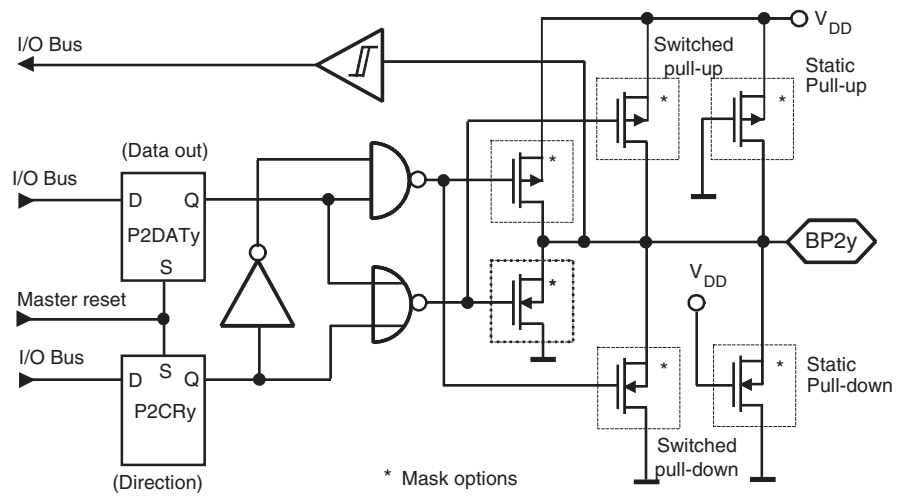 I/O Bus
V_DD
Switched
pull-up
Static
Pull-up
*
*
(Data out)
*
I/O Bus
D Q
P2DATy
S
BP2y
V_DD
*
Master reset
I/O Bus
S
D Q
P2CRy
*
*
Static
Pull-down
Switched
pull-down
(Direction)
* Mask options